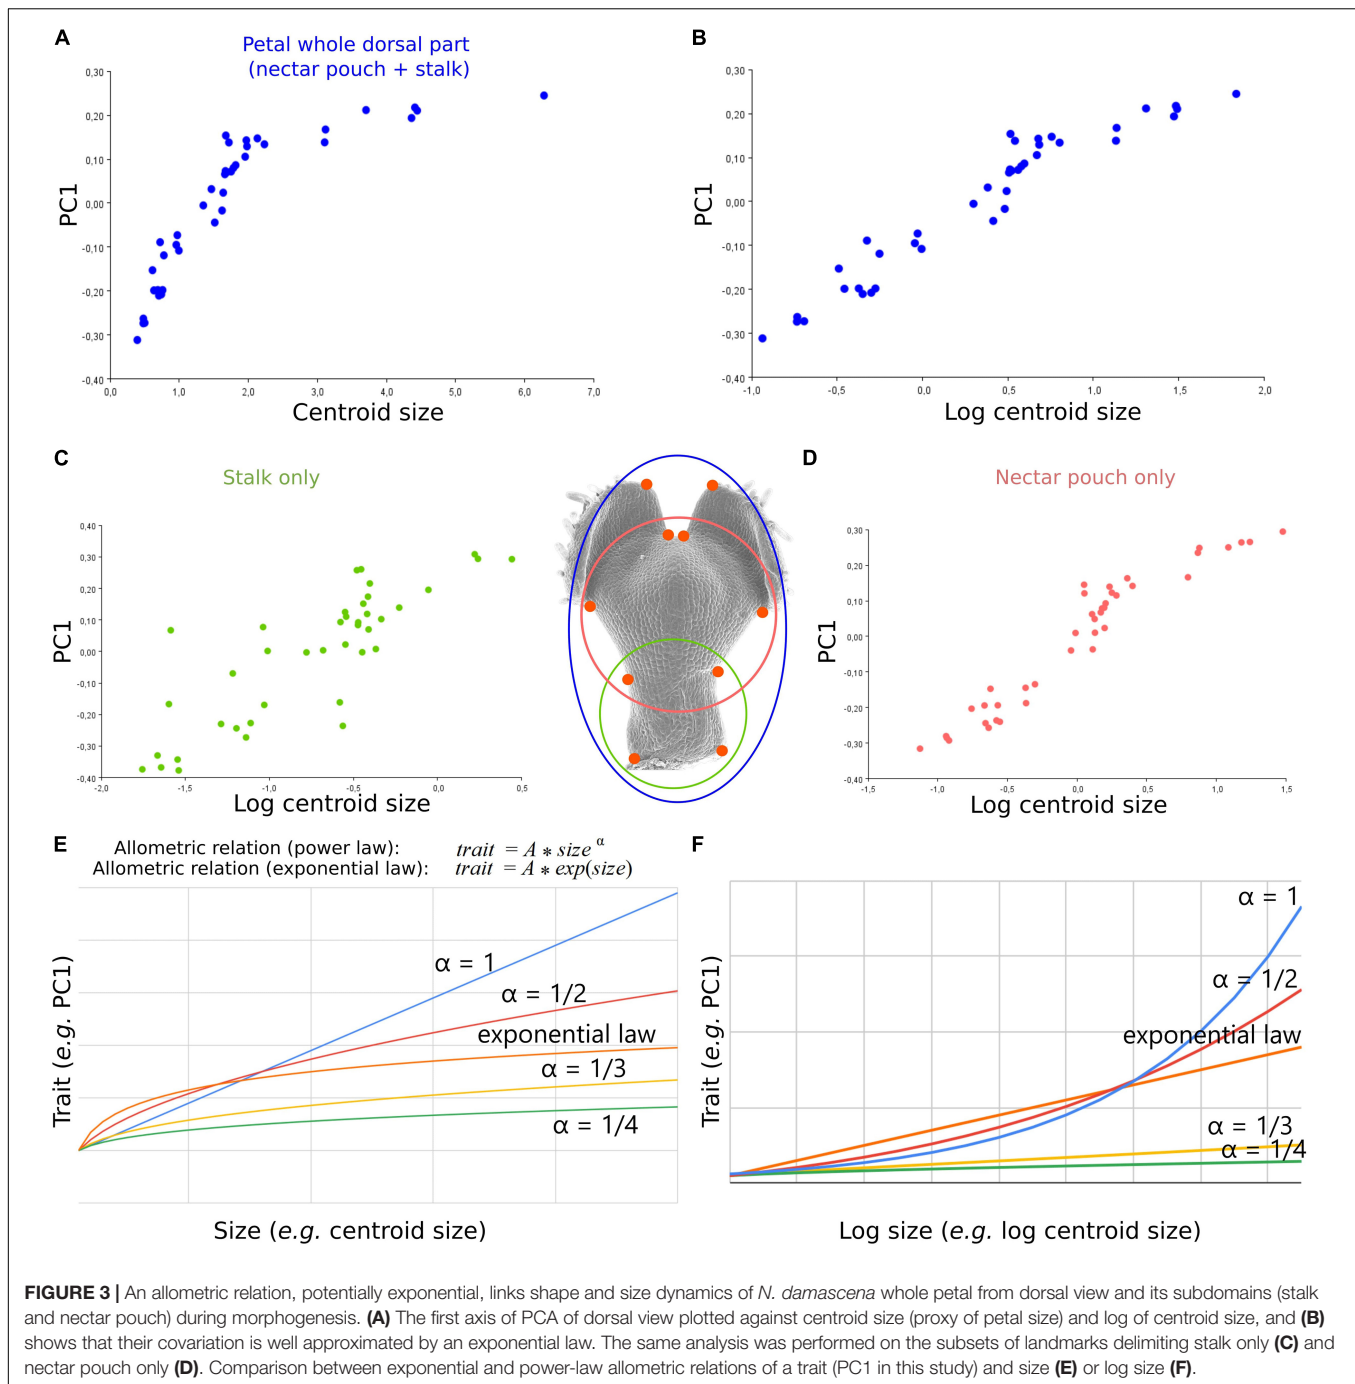 A
Petal whole dorsal part
(nectar pouch + stalk)
PC1
0,30
0,20
0,10
0,00
-0,10
-0,20
-0,30
-0,40
0,0 1,0 2,0 3,0 4,0 5,0 6,0 7,0
Centroid size
B
PC1
0,30
0,20
0,10
0,00
-0,10
-0,20
-0,30
-0,40
-1,0 -0,5 0,0 0,5 1,0 1,5 2,0
Log centroid size
C
Stalk only
PC1
0,40
0,30
0,20
0,10
0,00
-0,10
-0,20
-0,30
-0,40
-2,0 -1,5 -1,0 -0,5 0,0 0,5
Log centroid size
D
Nectar pouch only
PC1
0,30
0,20
0,10
0,00
-0,10
-0,20
-0,30
-0,40
-1,5 -1,0 -0,5 0,0 0,5 1,0 1,5
Log centroid size
E
Allometric relation (power law): trait = A * size^α
Allometric relation (exponential law): trait = A * exp(size)
Trait (e.g. PC1)
α = 1
α = 1/2
exponential law
α = 1/3
α = 1/4
Size (e.g. centroid size)
F
Trait (e.g. PC1)
α = 1
α = 1/2
exponential law
α = 1/3
α = 1/4
Log size (e.g. log centroid size)
FIGURE 3 | An allometric relation, potentially exponential, links shape and size dynamics of N. damascena whole petal from dorsal view and its subdomains (stalk
and nectar pouch) during morphogenesis. (A) The first axis of PCA of dorsal view plotted against centroid size (proxy of petal size) and log of centroid size, and (B)
shows that their covariation is well approximated by an exponential law. The same analysis was performed on the subsets of landmarks delimiting stalk only (C) and
nectar pouch only (D). Comparison between exponential and power-law allometric relations of a trait (PC1 in this study) and size (E) or log size (F).